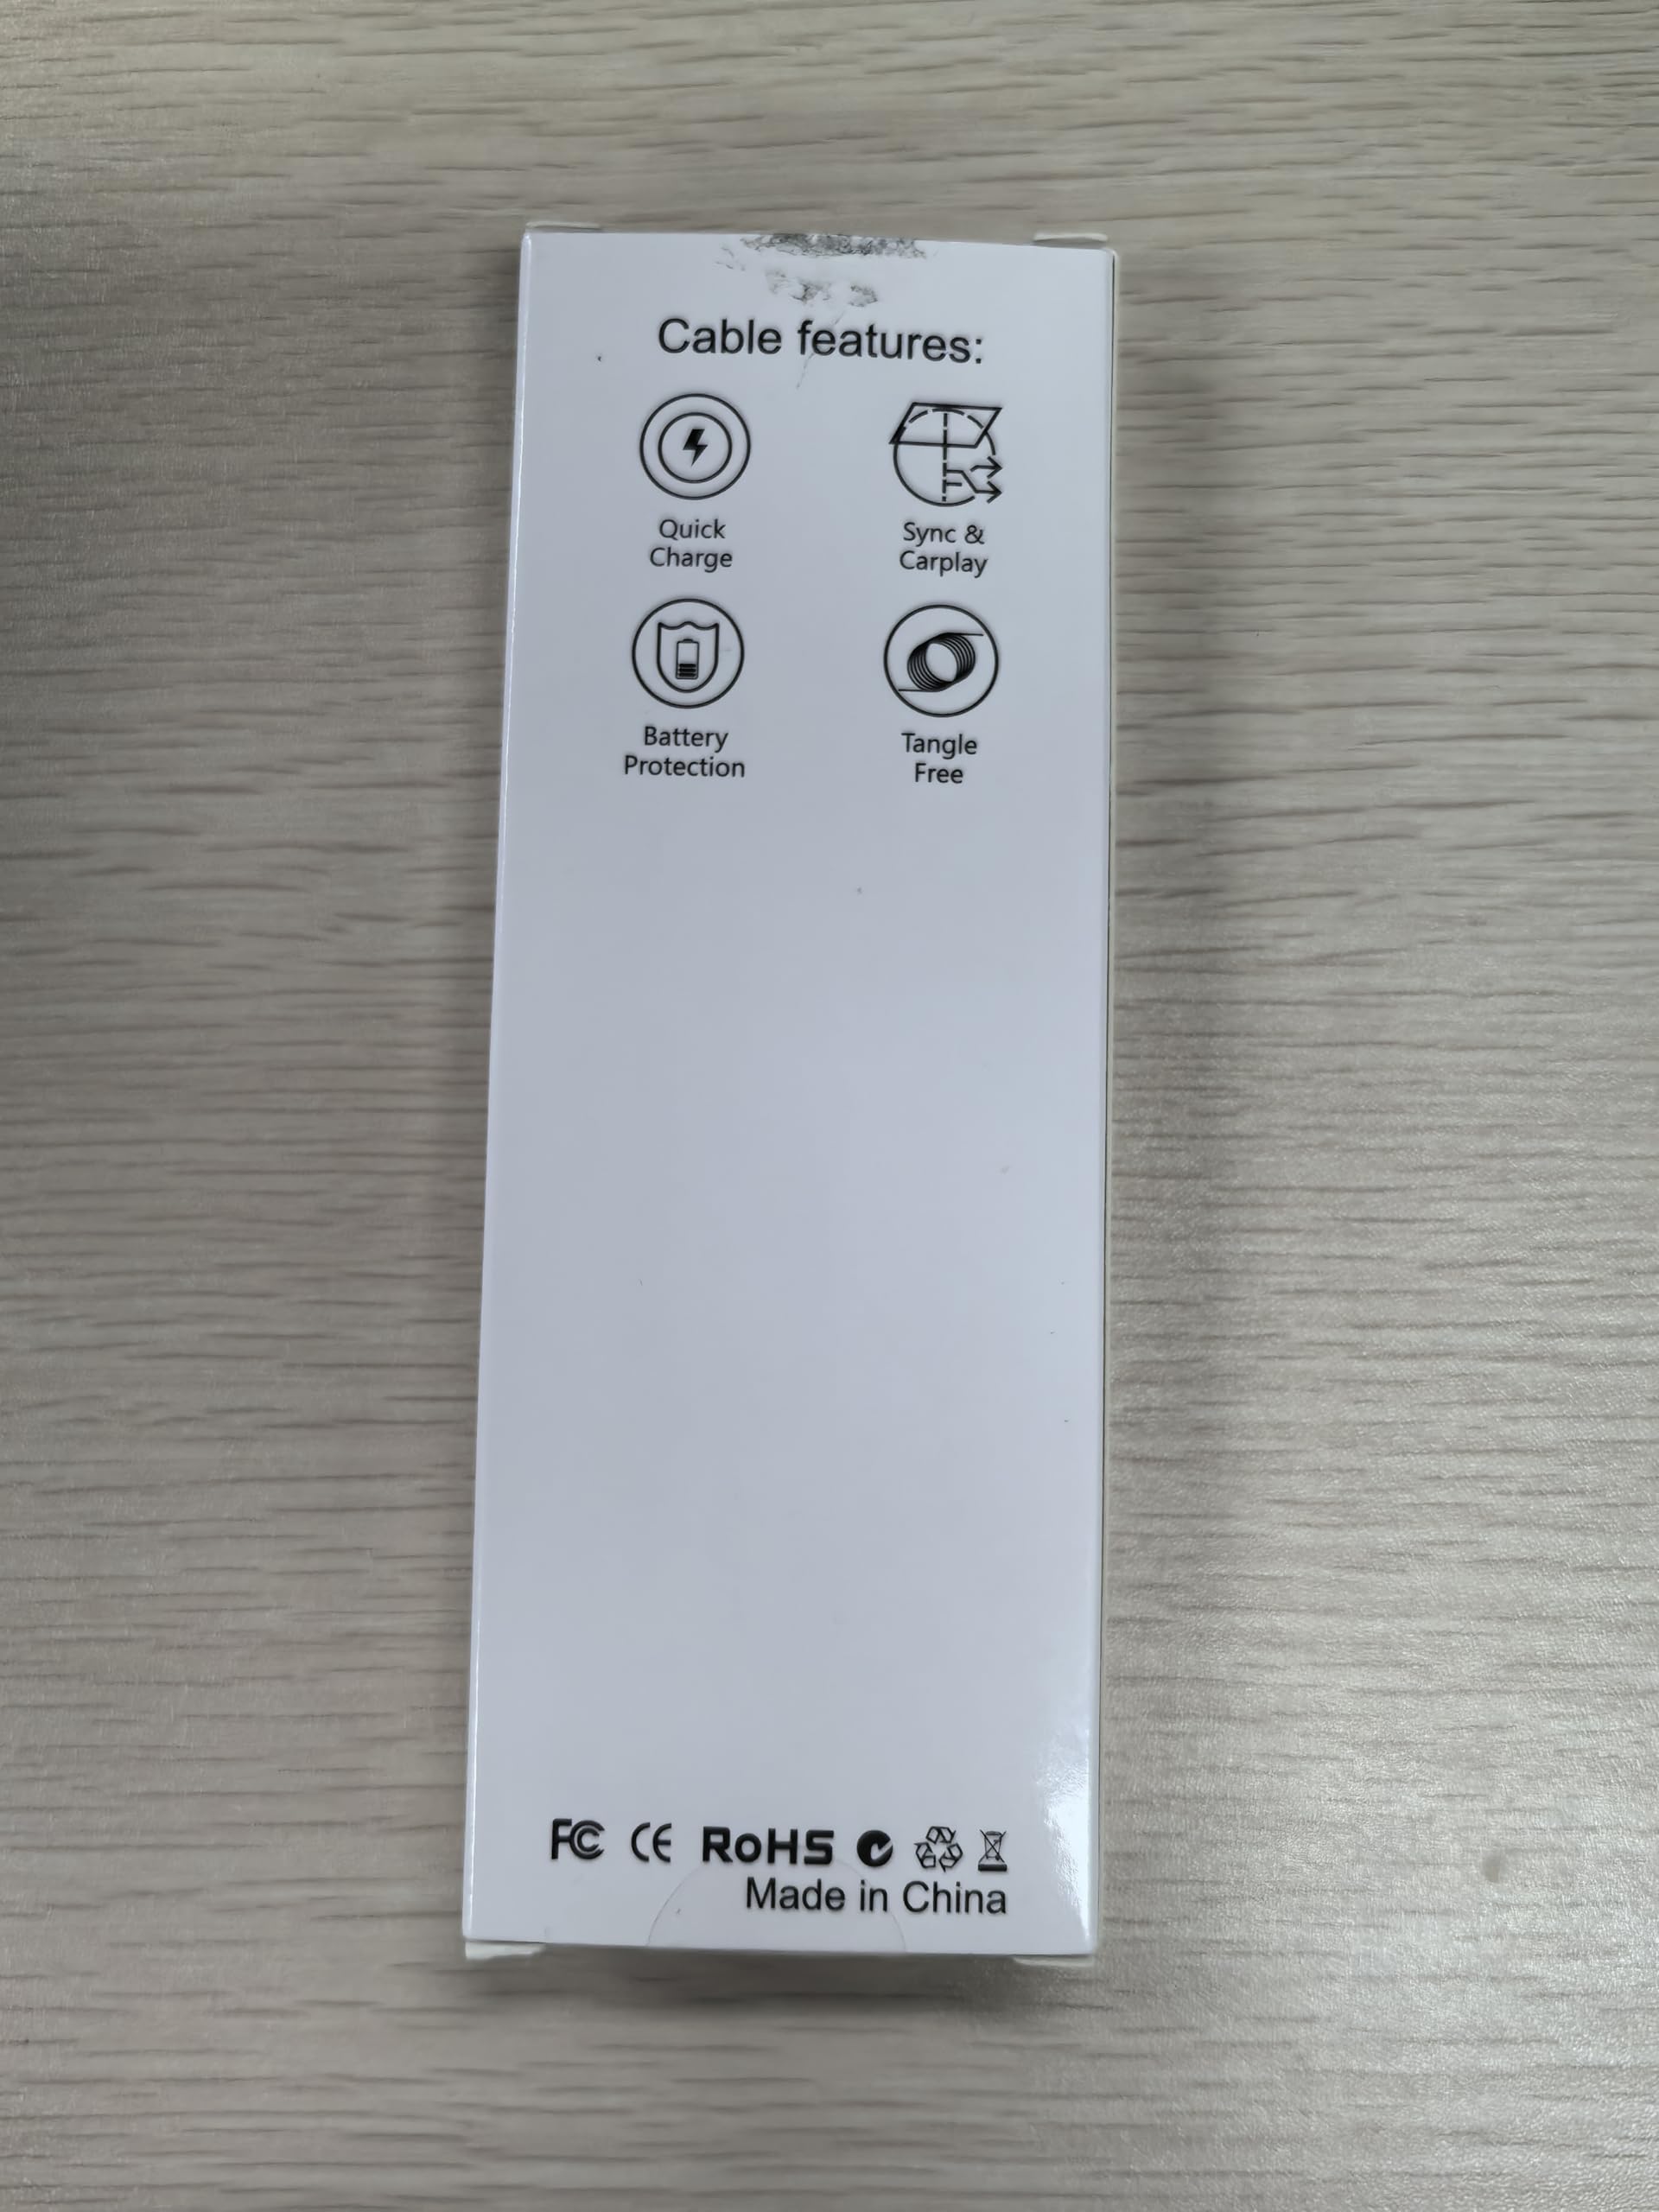 Cable features:
Quick
Charge
Sync &
Carplay
Battery
Protection
Tangle
Free
FC CE RoHS
Made in China